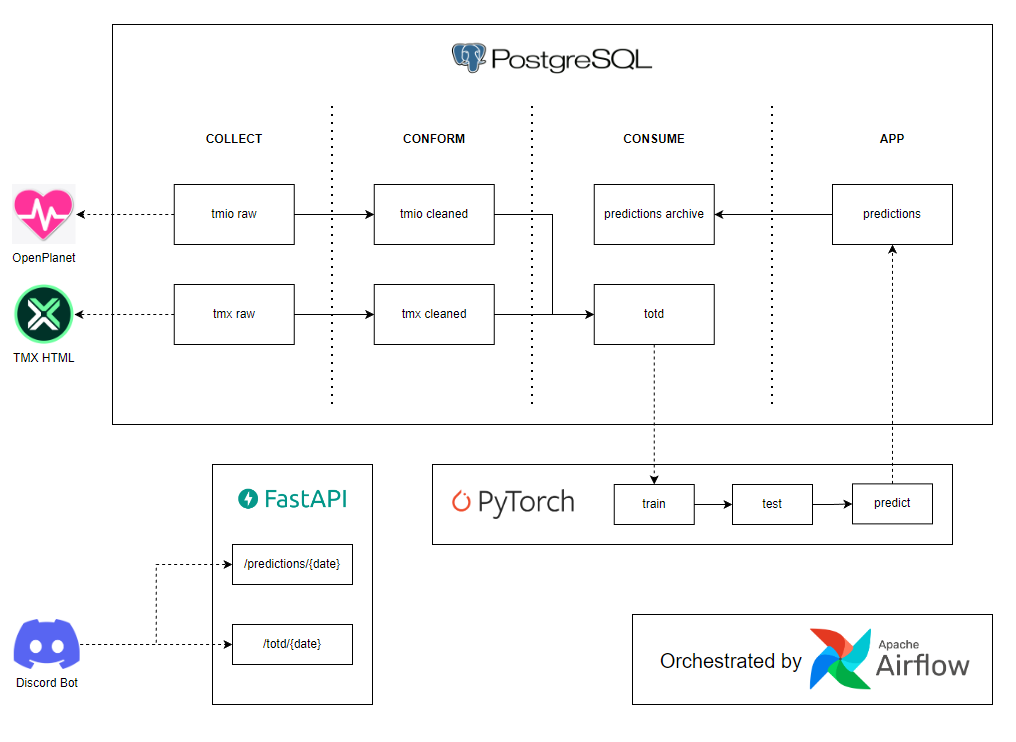 PostgreSQL
COLLECT
CONFORM
CONSUME
APP
tmio raw
tmio cleaned
predictions archive
predictions
OpenPlanet
tmx raw
tmx cleaned
totd
TMX HTML
FastAPI
PyTorch
train
test
predict
/predictions/{date}
/totd/{date}
Discord Bot
Orchestrated by
Apache
Airflow